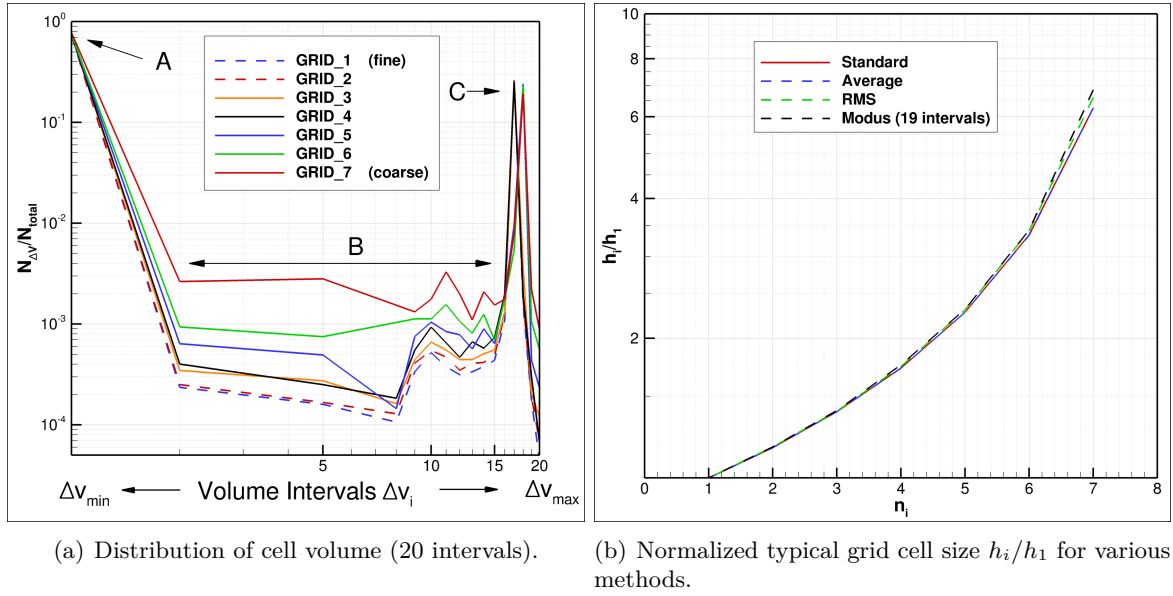 10^0
10^-1
10^-2
10^-3
10^-4
N_Δv/N_total
A
B
C
GRID_1 (fine)
GRID_2
GRID_3
GRID_4
GRID_5
GRID_6
GRID_7 (coarse)
5 10 15 20
Δv_min Volume Intervals Δv_i Δv_max
(a) Distribution of cell volume (20 intervals).
10
8
6
4
2
h_i/h_1
Standard
Average
RMS
Modus (19 intervals)
0 1 2 3 4 5 6 7 8
n_i
(b) Normalized typical grid cell size h_i/h_1 for various
methods.